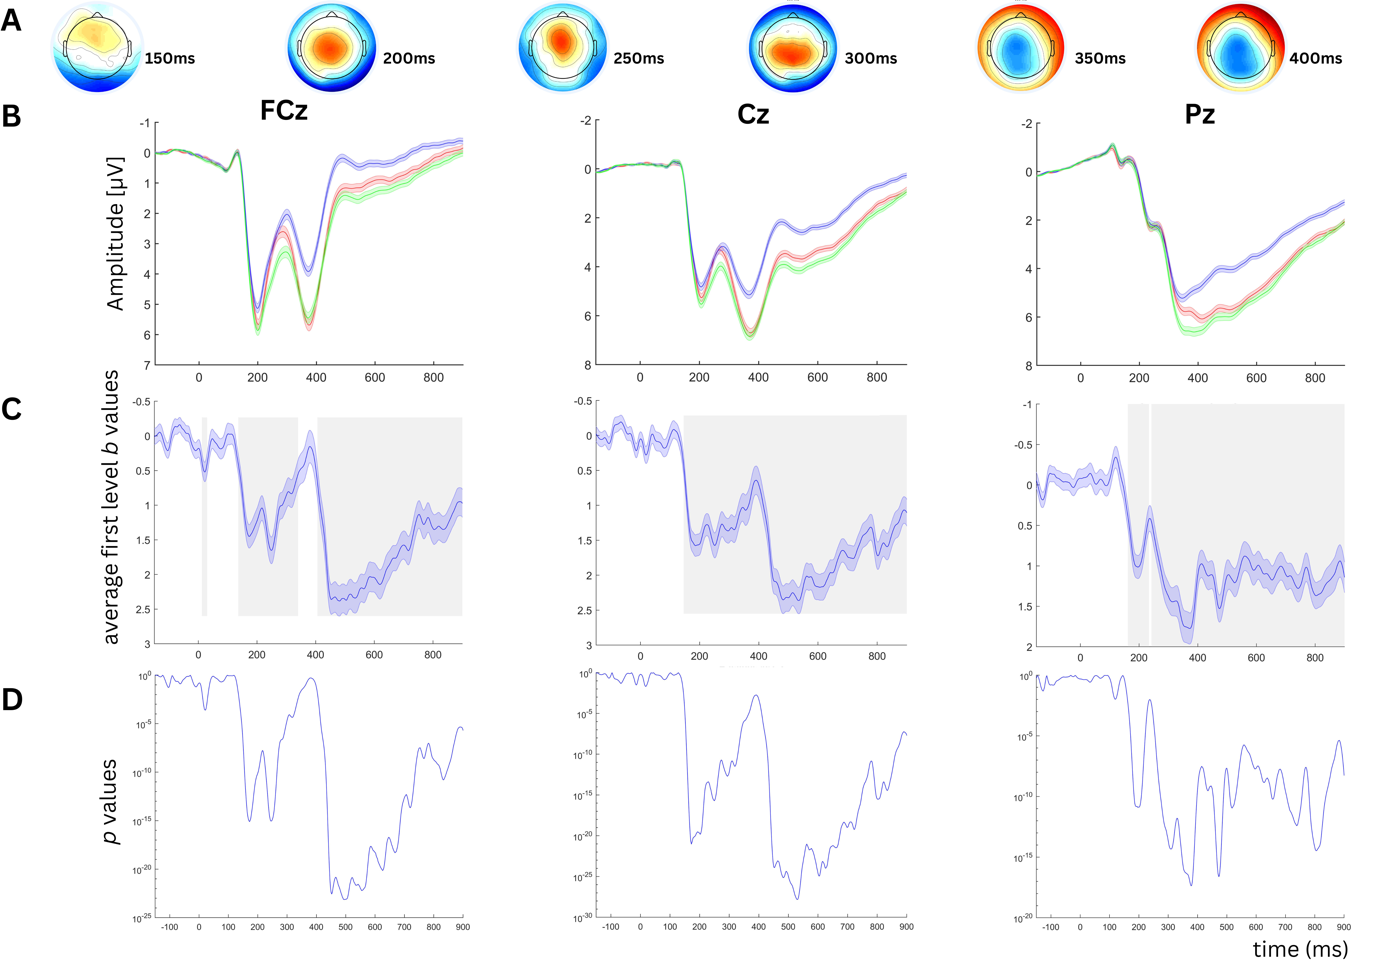 A
150ms
200ms
250ms
300ms
350ms
400ms
B
FCz
Cz
Pz
Amplitude [µV]
-1
0
1
2
3
4
5
6
7
0 200 400 600 800
-2
0
2
4
6
8
0 200 400 600 800
-2
0
2
4
6
8
0 200 400 600 800
C
average first level b values
-0.5
0
0.5
1
1.5
2
2.5
3
0 200 400 600 800
-0.5
0
0.5
1
1.5
2
2.5
3
0 200 400 600 800
-1
-0.5
0
0.5
1
1.5
2
0 200 400 600 800
D
p values
10⁰
10⁻⁵
10⁻¹⁰
10⁻¹⁵
10⁻²⁰
10⁻²⁵
-100 0 100 200 300 400 500 600 700 800 900
10⁰
10⁻⁵
10⁻¹⁰
10⁻¹⁵
10⁻²⁰
10⁻²⁵
10⁻³⁰
-100 0 100 200 300 400 500 600 700 800 900
10⁰
10⁻⁵
10⁻¹⁰
10⁻¹⁵
10⁻²⁰
-100 0 100 200 300 400 500 600 700 800 900
time (ms)